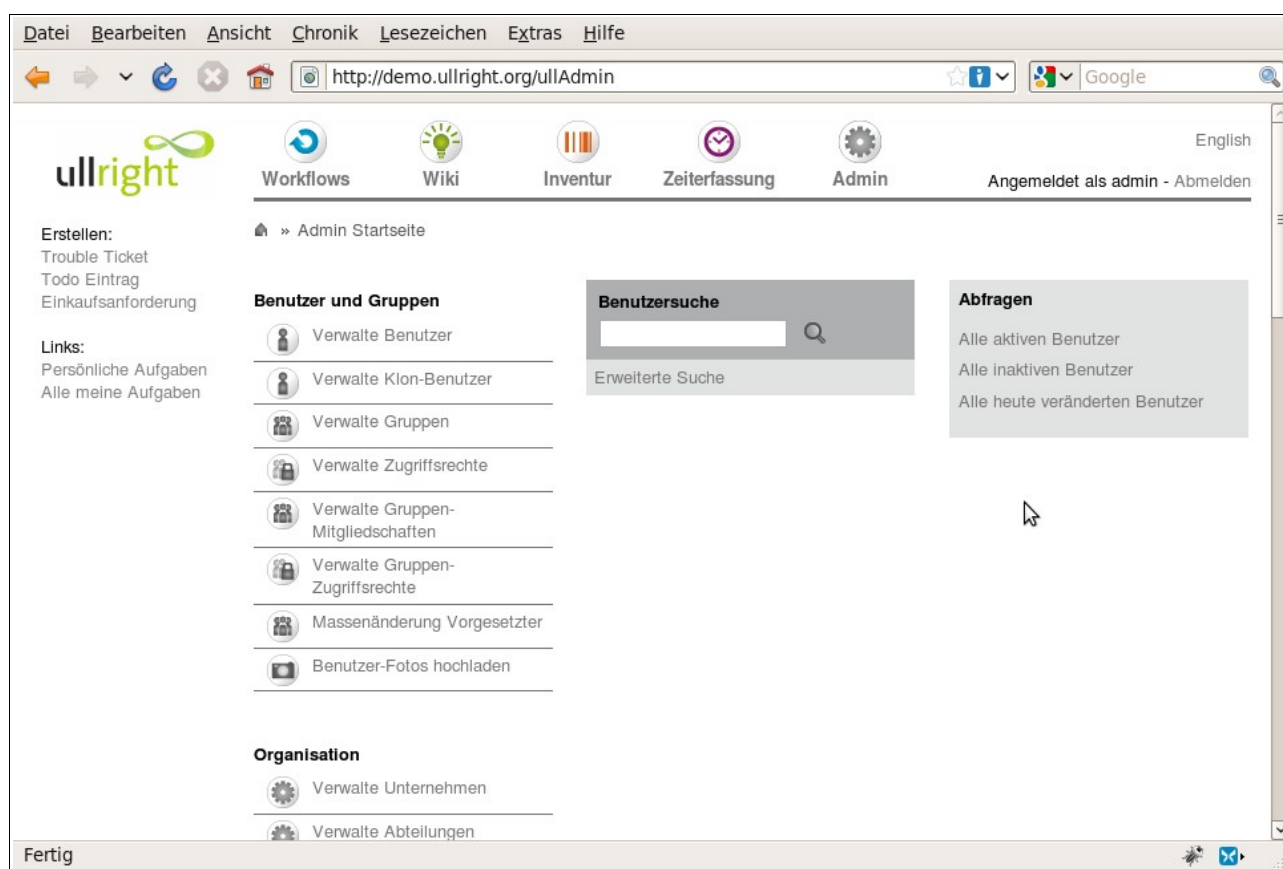 Datei Bearbeiten Ansicht Chronik Lesezeichen Extras Hilfe
http://demo.ullright.org/ullAdmin
Google
ullright
Workflows Wiki Inventur Zeiterfassung Admin
English
Angemeldet als admin - Abmelden
Erstellen:
Trouble Ticket
Todo Eintrag
Einkaufsanforderung
Links:
Persönliche Aufgaben
Alle meine Aufgaben
» Admin Startseite
Benutzer und Gruppen
Verwalte Benutzer
Verwalte Klon-Benutzer
Verwalte Gruppen
Verwalte Zugriffsrechte
Verwalte Gruppen-
Mitgliedschaften
Verwalte Gruppen-
Zugriffsrechte
Massenänderung Vorgesetzter
Benutzer-Fotos hochladen
Organisation
Verwalte Unternehmen
Verwalte Abteilungen
Benutzersuche
Erweiterte Suche
Abfragen
Alle aktiven Benutzer
Alle inaktiven Benutzer
Alle heute veränderten Benutzer
Fertig